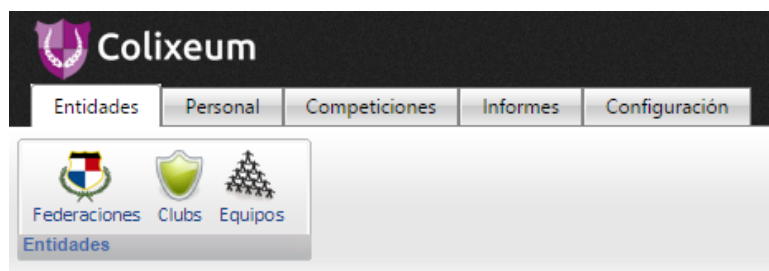 Colixeum
Entidades Personal Competiciones Informes Configuración
Federaciones Clubs Equipos
Entidades